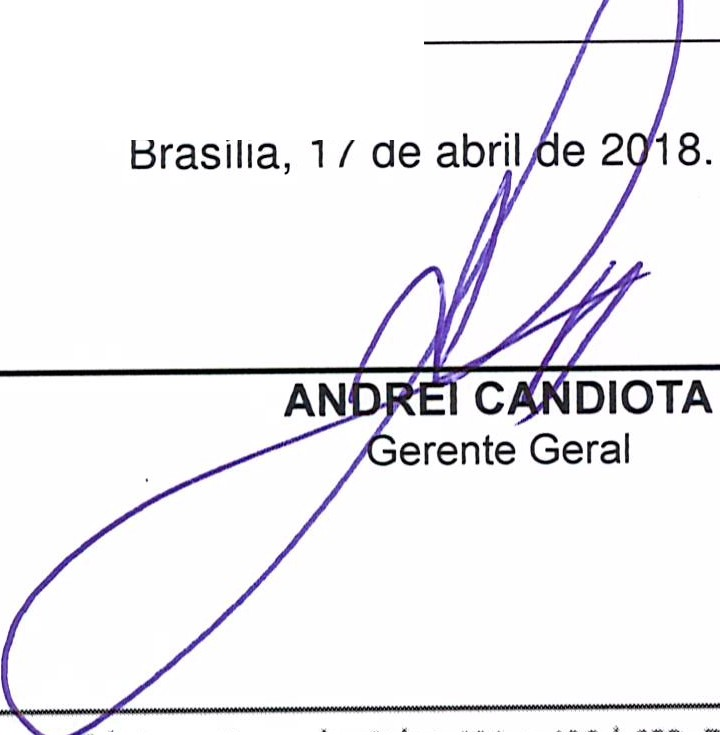 Brasília, 17 de abril de 2018.
ANDREI CANDIOTA
Gerente Geral